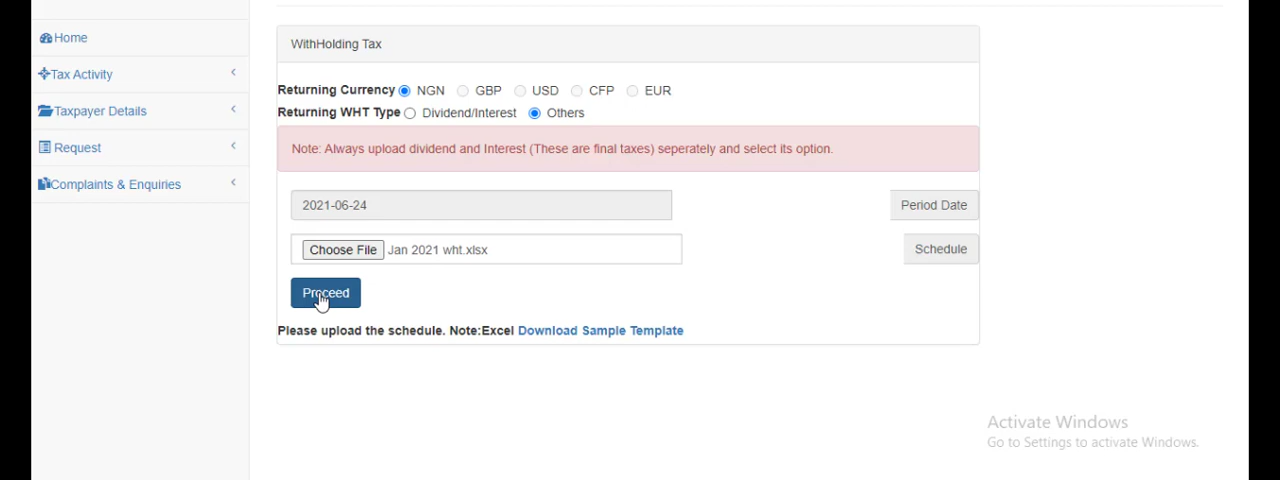 Home
Tax Activity
Taxpayer Details
Request
Complaints & Enquiries
WithHolding Tax
Returning Currency NGN GBP USD CFP EUR
Returning WHT Type Dividend/Interest Others
Note: Always upload dividend and Interest (These are final taxes) seperately and select its option.
2021-06-24 Period Date
Choose File Jan 2021 wht.xlsx Schedule
Proceed
Please upload the schedule. Note:Excel Download Sample Template
Activate Windows
Go to Settings to activate Windows.